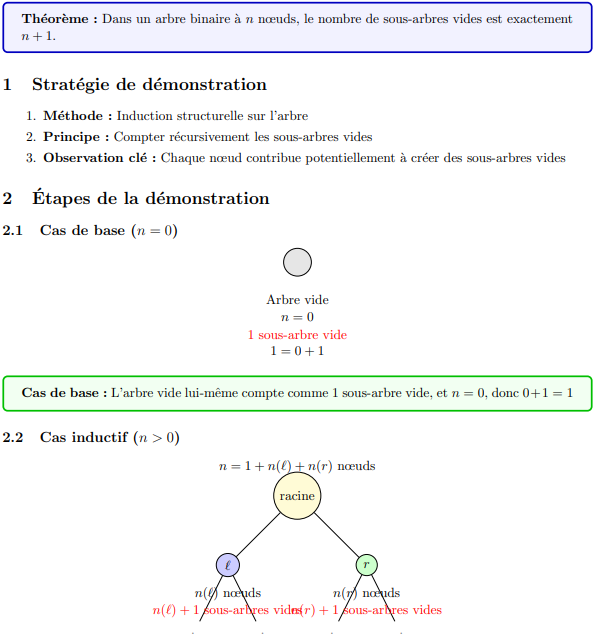 Théorème : Dans un arbre binaire à n nœuds, le nombre de sous-arbres vides est exactement
n + 1.
1 Stratégie de démonstration
1. Méthode : Induction structurelle sur l'arbre
2. Principe : Compter récursivement les sous-arbres vides
3. Observation clé : Chaque nœud contribue potentiellement à créer des sous-arbres vides
2 Étapes de la démonstration
2.1 Cas de base (n = 0)
Arbre vide
n = 0
1 sous-arbre vide
1 = 0 + 1
Cas de base : L'arbre vide lui-même compte comme 1 sous-arbre vide, et n = 0, donc 0+1 = 1
2.2 Cas inductif (n > 0)
n = 1 + n(ℓ) + n(r) nœuds
racine
ℓ r
n(ℓ) nœuds n(r) nœuds
n(ℓ) + 1 sous-arbres vides n(r) + 1 sous-arbres vides